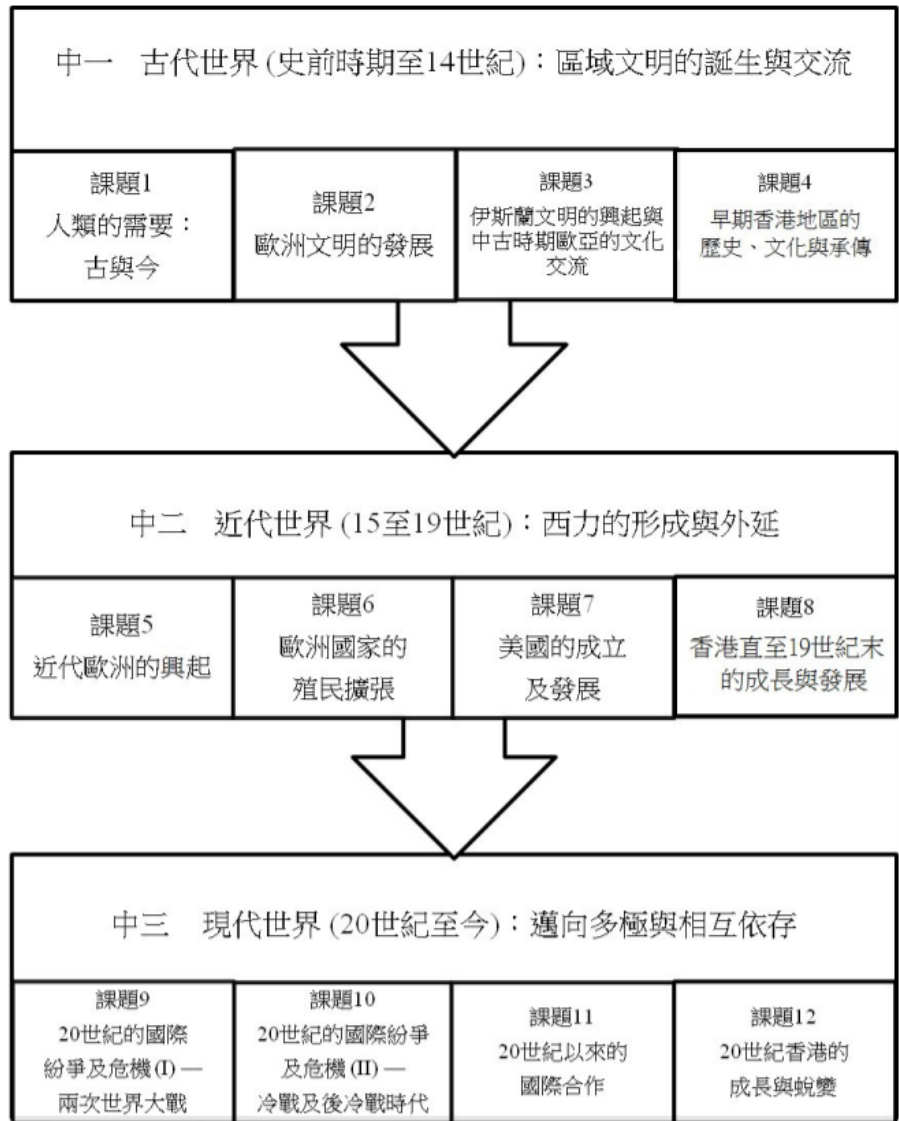 中一 古代世界 (史前時期至14世紀)：區域文明的誕生與交流
課題1
人類的需要：
古與今
課題2
歐洲文明的發展
課題3
伊斯蘭文明的興起與
中古時期歐亞的文化
交流
課題4
早期香港地區的
歷史、文化與承傳
中二 近代世界 (15至19世紀)：西力的形成與外延
課題5
近代歐洲的興起
課題6
歐洲國家的
殖民擴張
課題7
美國的成立
及發展
課題8
香港直至19世紀末
的成長與發展
中三 現代世界 (20世紀至今)：邁向多極與相互依存
課題9
20世紀的國際
紛爭及危機(I) —
兩次世界大戰
課題10
20世紀的國際紛爭
及危機(II) —
冷戰及後冷戰時代
課題11
20世紀以來的
國際合作
課題12
20世紀香港的
成長與蛻變